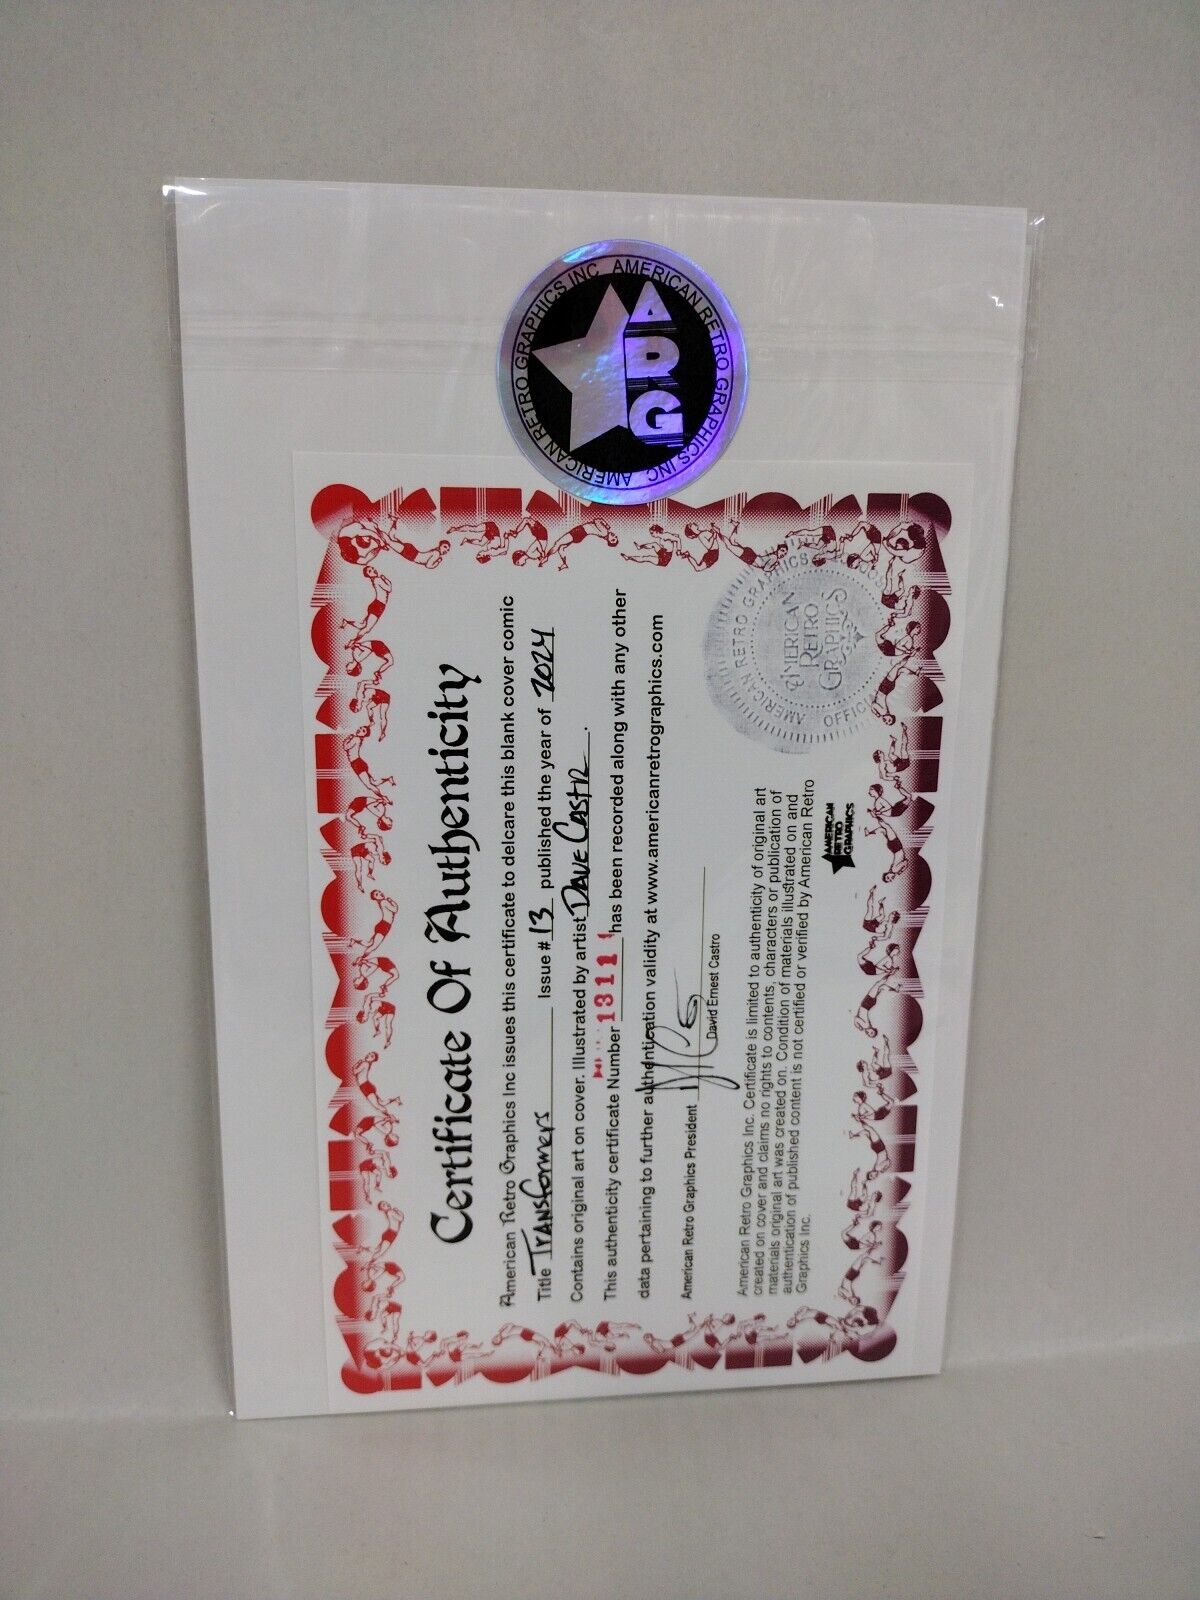 AMERICAN RETRO GRAPHICS INC AMERICAN RETRO GRAPHICS INC
ARG
Certificate Of Authenticity
American Retro Graphics Inc issues this certificate to delcare this blank cover comic
Title Transformers Issue # 13 published the year of 2024
Contains original art on cover. Illustrated by artist Dave Castr.
This authenticity certificate Number 13111 has been recorded along with any other
data pertaining to further authentication validity at www.americanretrographics.com
American Retro Graphics President
David Ernest Castro
American Retro Graphics Inc. Certificate is limited to authenticity of original art
created on cover and claims no rights to contents, characters or publication of
materials original art was created on. Condition of materials illustrated on and
authentication of published content is not certified or verified by American Retro
Graphics Inc.
AMERICAN
RETRO
GRAPHICS
AMERICAN RETRO GRAPHICS
AMERICAN
RETRO
GRAPHICS